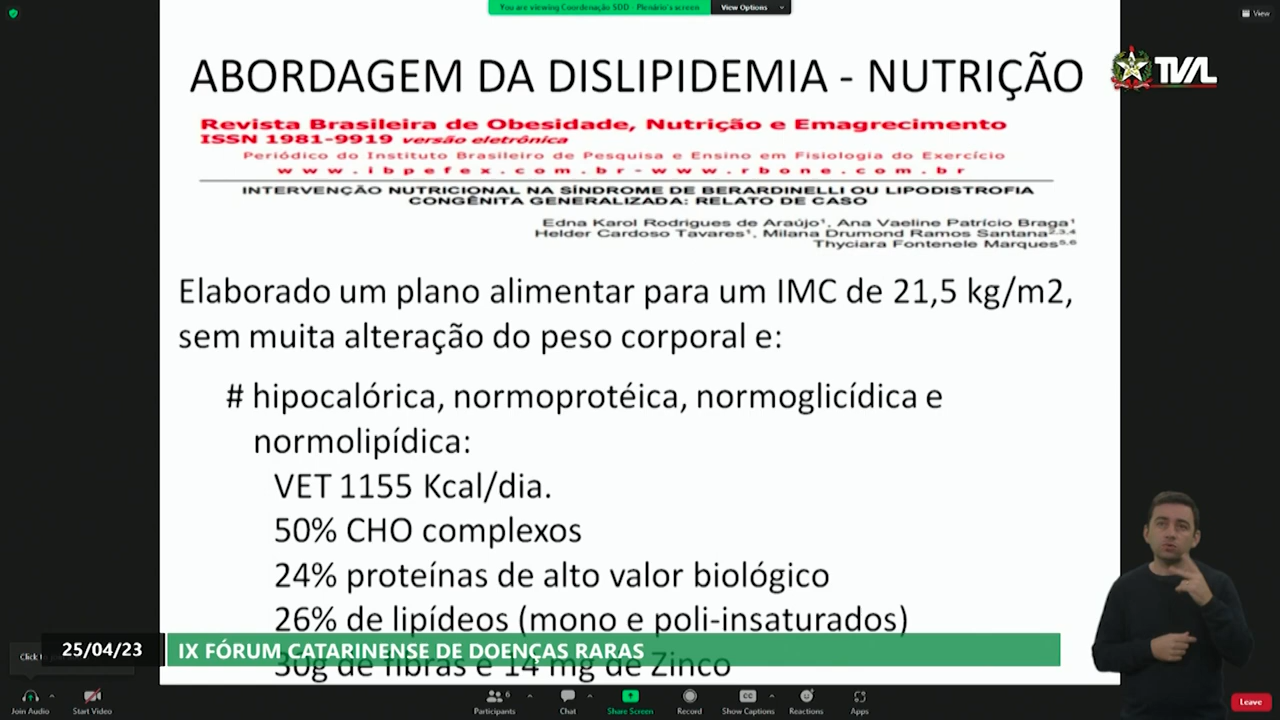 You are viewing Coordenação SDD - Plenário's screen
View Options
View
ABORDAGEM DA DISLIPIDEMIA - NUTRIÇÃO
TVAL
Revista Brasileira de Obesidade, Nutrição e Emagrecimento
ISSN 1981-9919 versão eletrônica
Periódico do Instituto Brasileiro de Pesquisa e Ensino em Fisiologia do Exercício
www.ibpefex.com.br-www.rbone.com.br
INTERVENÇÃO NUTRICIONAL NA SÍNDROME DE BERARDINELLI OU LIPODISTROFIA
CONGÊNITA GENERALIZADA: RELATO DE CASO
Edna Karol Rodrigues de Araújo¹, Ana Vaeline Patrício Braga¹
Helder Cardoso Tavares¹, Milana Drumond Ramos Santana²,³,⁴
Thyciara Fontenele Marques⁵,⁶
Elaborado um plano alimentar para um IMC de 21,5 kg/m2,
sem muita alteração do peso corporal e:
# hipocalórica, normoprotéica, normoglicídica e
normolipídica:
VET 1155 Kcal/dia.
50% CHO complexos
24% proteínas de alto valor biológico
26% de lipídeos (mono e poli-insaturados)
30g de fibras e 14 mg de Zinco
25/04/23
IX FÓRUM CATARINENSE DE DOENÇAS RARAS
Join Audio
Start Video
Participants
6
Chat
Share Screen
Record
CC
Show Captions
Reactions
Apps
Leave